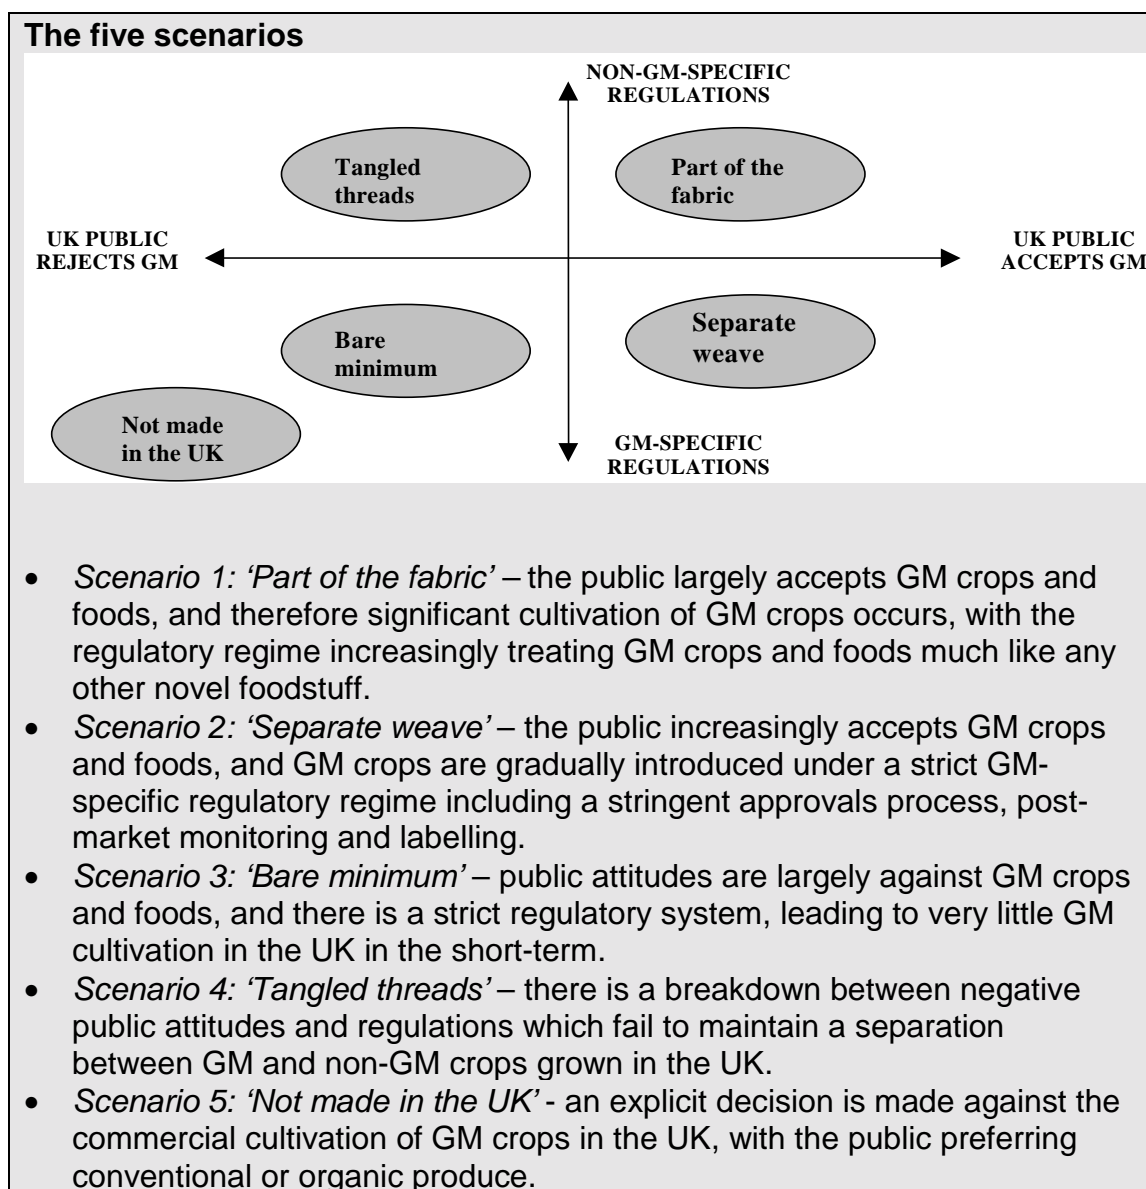 The five scenarios
NON-GM-SPECIFIC
REGULATIONS
Tangled
threads
Part of the
fabric
UK PUBLIC
REJECTS GM
UK PUBLIC
ACCEPTS GM
Bare
minimum
Separate
weave
Not made
in the UK
GM-SPECIFIC
REGULATIONS
• Scenario 1: ‘Part of the fabric’ – the public largely accepts GM crops and
foods, and therefore significant cultivation of GM crops occurs, with the
regulatory regime increasingly treating GM crops and foods much like any
other novel foodstuff.
• Scenario 2: ‘Separate weave’ – the public increasingly accepts GM crops
and foods, and GM crops are gradually introduced under a strict GM-
specific regulatory regime including a stringent approvals process, post-
market monitoring and labelling.
• Scenario 3: ‘Bare minimum’ – public attitudes are largely against GM crops
and foods, and there is a strict regulatory system, leading to very little GM
cultivation in the UK in the short-term.
• Scenario 4: ‘Tangled threads’ – there is a breakdown between negative
public attitudes and regulations which fail to maintain a separation
between GM and non-GM crops grown in the UK.
• Scenario 5: ‘Not made in the UK’ - an explicit decision is made against the
commercial cultivation of GM crops in the UK, with the public preferring
conventional or organic produce.